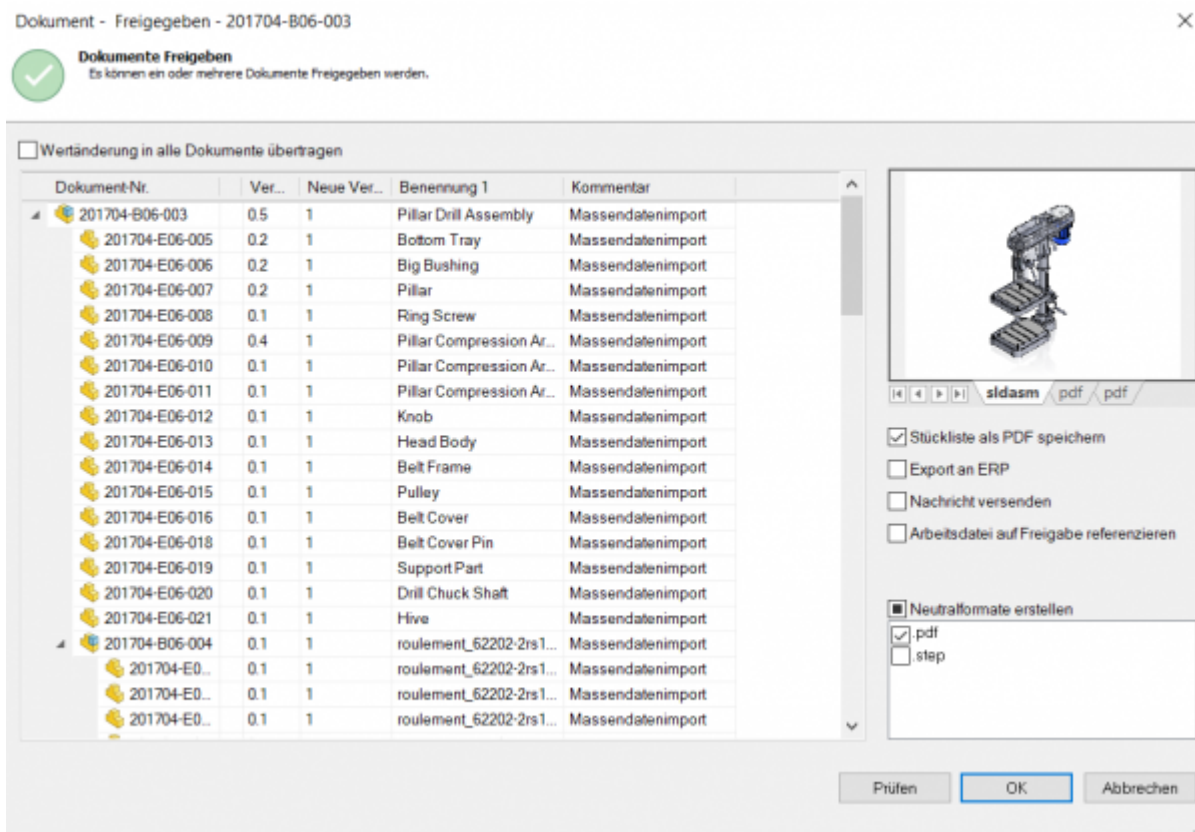 Dokument - Freigegeben - 201704-B06-003
Dokumente Freigeben
Es können ein oder mehrere Dokumente Freigegeben werden.
Wertänderung in alle Dokumente übertragen
Dokument-Nr. Ver... Neue Ver... Benennung 1 Kommentar
201704-B06-003 0.5 1 Pillar Drill Assembly Massendatenimport
201704-E06-005 0.2 1 Bottom Tray Massendatenimport
201704-E06-006 0.2 1 Big Bushing Massendatenimport
201704-E06-007 0.2 1 Pillar Massendatenimport
201704-E06-008 0.1 1 Ring Screw Massendatenimport
201704-E06-009 0.4 1 Pillar Compression Ar... Massendatenimport
201704-E06-010 0.1 1 Pillar Compression Ar... Massendatenimport
201704-E06-011 0.1 1 Pillar Compression Ar... Massendatenimport
201704-E06-012 0.1 1 Knob Massendatenimport
201704-E06-013 0.1 1 Head Body Massendatenimport
201704-E06-014 0.1 1 Belt Frame Massendatenimport
201704-E06-015 0.1 1 Pulley Massendatenimport
201704-E06-016 0.1 1 Belt Cover Massendatenimport
201704-E06-018 0.1 1 Belt Cover Pin Massendatenimport
201704-E06-019 0.1 1 Support Part Massendatenimport
201704-E06-020 0.1 1 Drill Chuck Shaft Massendatenimport
201704-E06-021 0.1 1 Hive Massendatenimport
201704-B06-004 0.1 1 roulement_62202-2rs1... Massendatenimport
201704-E0... 0.1 1 roulement_62202-2rs1... Massendatenimport
201704-E0... 0.1 1 roulement_62202-2rs1... Massendatenimport
201704-E0... 0.1 1 roulement_62202-2rs1... Massendatenimport
sldasm pdf pdf
Stückliste als PDF speichern
Export an ERP
Nachricht versenden
Arbeitsdatei auf Freigabe referenzieren
Neutralformate erstellen
.pdf
.step
Prüfen OK Abbrechen